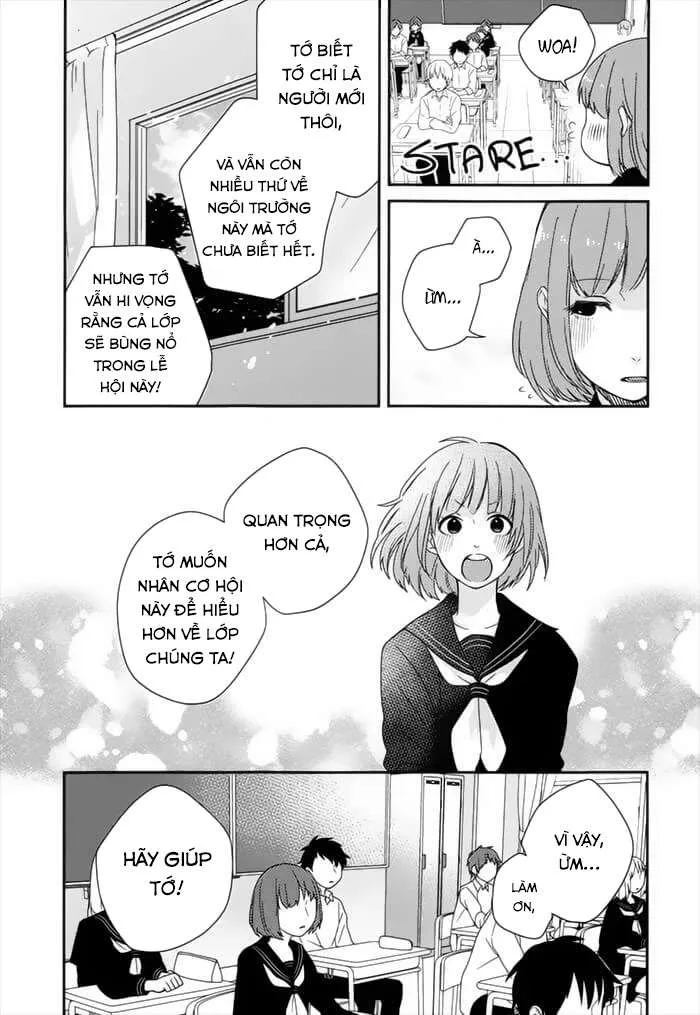 WOA!
STARE...
À...
ỪM...
TỚ BIẾT
TỚ CHỈ LÀ
NGƯỜI MỚI
THÔI,
VÀ VẪN CÒN
NHIỀU THỨ VỀ
NGÔI TRƯỜNG
NÀY MÀ TỚ
CHƯA BIẾT HẾT.
NHƯNG TỚ
VẪN HI VỌNG
RẰNG CẢ LỚP
SẼ BÙNG NỔ
TRONG LỄ
HỘI NÀY!
QUAN TRỌNG
HƠN CẢ,
TỚ MUỐN
NHÂN CƠ HỘI
NÀY ĐỂ HIỂU
HƠN VỀ LỚP
CHÚNG TA!
VÌ VẬY,
ỪM...
LÀM
ƠN,
HÃY GIÚP
TỚ!